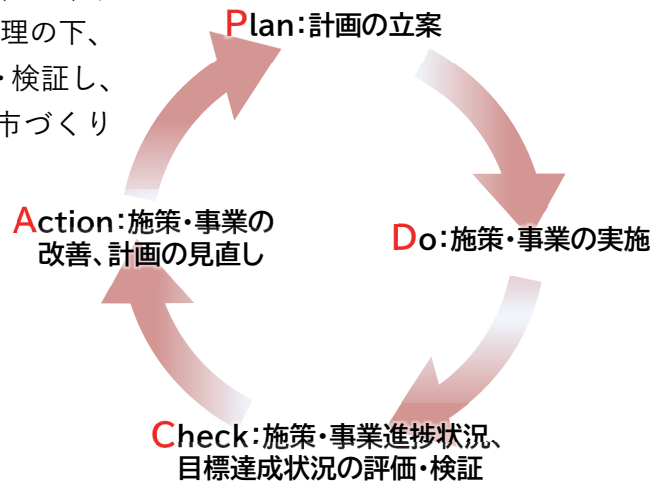 理の下、
・検証し、
市づくり
Plan：計画の立案
Do：施策・事業の実施
Check：施策・事業進捗状況、
目標達成状況の評価・検証
Action：施策・事業の
改善、計画の見直し